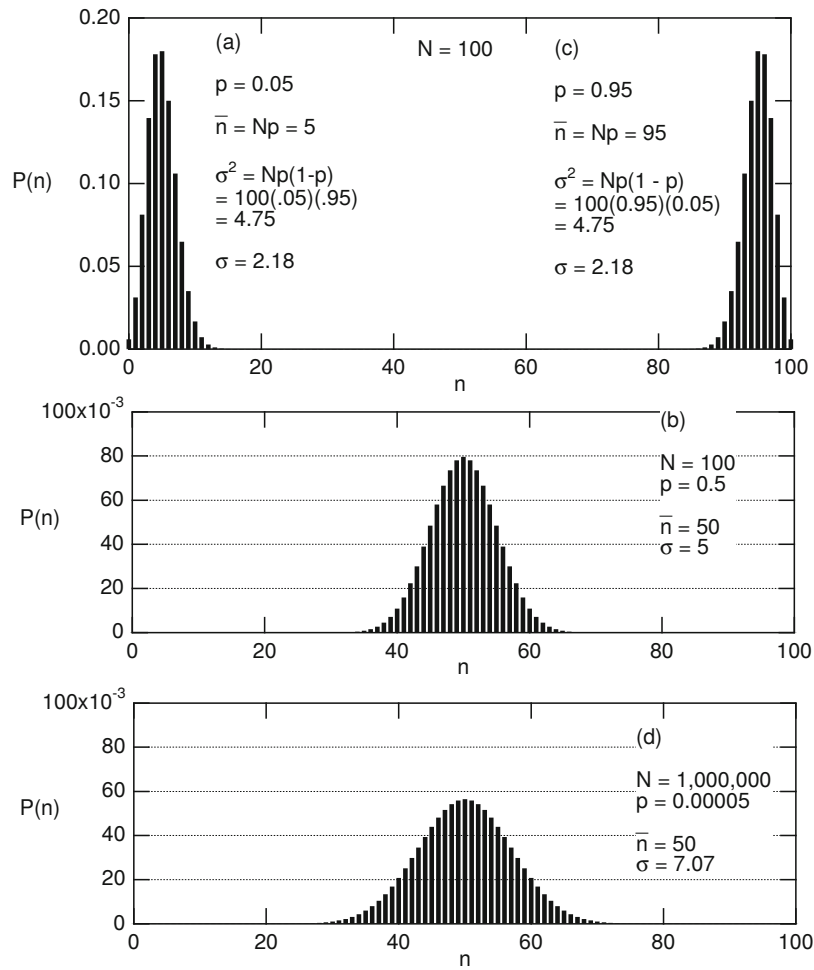 0.20
0.15
0.10
0.05
0.00
P(n)
(a)
p = 0.05
n̅ = Np = 5
σ² = Np(1-p)
= 100(.05)(.95)
= 4.75
σ = 2.18
N = 100
(c)
p = 0.95
n̅ = Np = 95
σ² = Np(1 - p)
= 100(0.95)(0.05)
= 4.75
σ = 2.18
0 20 40 60 80 100
n
100x10⁻³
80
60
40
20
0
P(n)
(b)
N = 100
p = 0.5
n̅ = 50
σ = 5
0 20 40 60 80 100
n
100x10⁻³
80
60
40
20
0
P(n)
(d)
N = 1,000,000
p = 0.00005
n̅ = 50
σ = 7.07
0 20 40 60 80 100
n